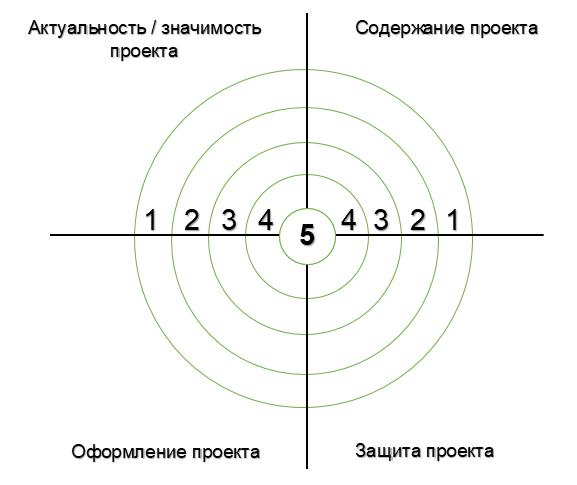 Актуальность / значимость
проекта
Содержание проекта
1 2 3 4 5 4 3 2 1
Оформление проекта
Защита проекта